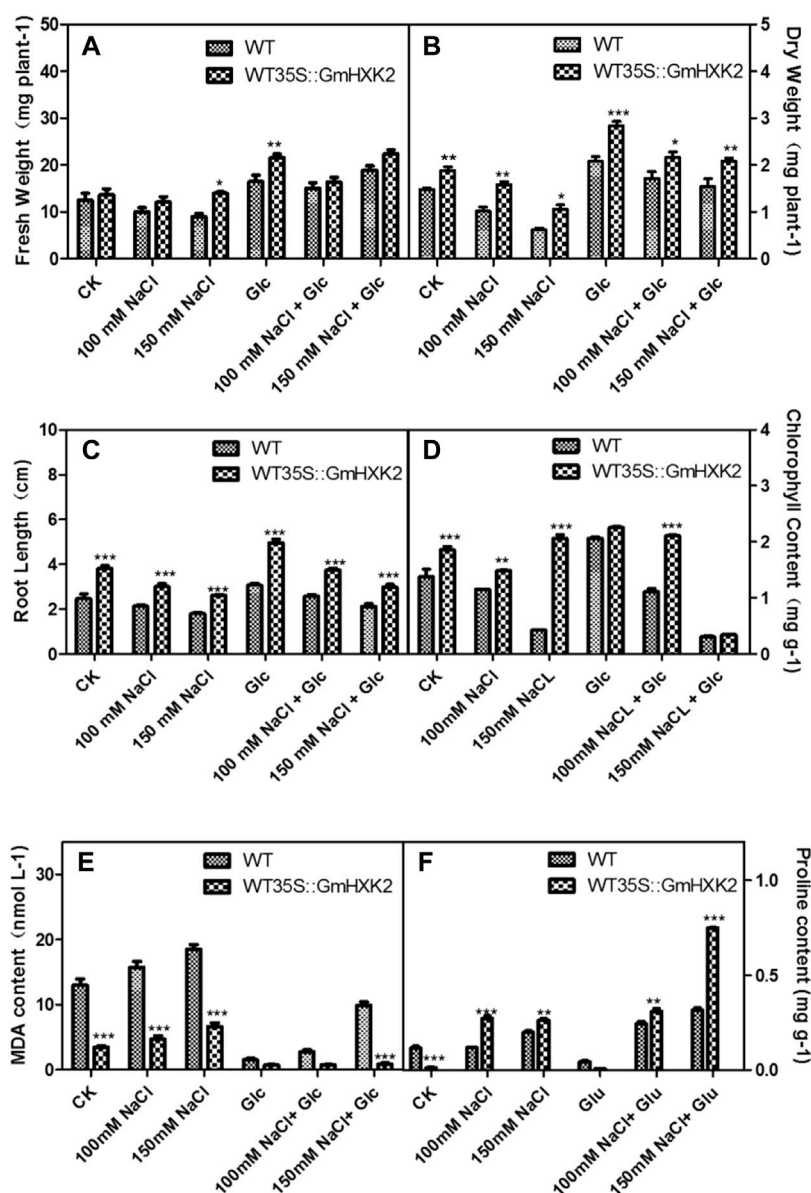 A
WT
WT35S::GmHXK2
B
WT
WT35S::GmHXK2
Fresh Weight（mg plant-1)
50
40
30
20
10
0
*
**
**
**
*
***
*
**
5
4
3
2
1
0
Dry Weight（mg plant-1)
CK
100 mM NaCl
150 mM NaCl
Glc
100 mM NaCl + Glc
150 mM NaCl + Glc
CK
100 mM NaCl
150 mM NaCl
Glc
100 mM NaCl + Glc
150 mM NaCl + Glc
C
WT
WT35S::GmHXK2
D
WT
WT35S::GmHXK2
Root Length（cm)
10
8
6
4
2
0
***
***
***
***
***
***
***
**
***
***
4
3
2
1
0
Chlorophyll Content（mg g-1)
CK
100 mM NaCl
150 mM NaCl
Glc
100 mM NaCl + Glc
150 mM NaCl + Glc
CK
100mM NaCl
150mM NaCL
Glc
100mM NaCL + Glc
150mM NaCL + Glc
E
WT
WT35S::GmHXK2
F
WT
WT35S::GmHXK2
MDA content（nmol L-1)
30
20
10
0
***
***
***
***
***
***
**
**
***
1.0
0.5
0.0
Proline content (mg g-1)
CK
100mM NaCl
150mM NaCl
Glc
100mM NaCl+ Glc
150mM NaCl+ Glc
CK
100mM NaCl
150mM NaCl
Glu
100mM NaCl+ Glu
150mM NaCl+ Glu